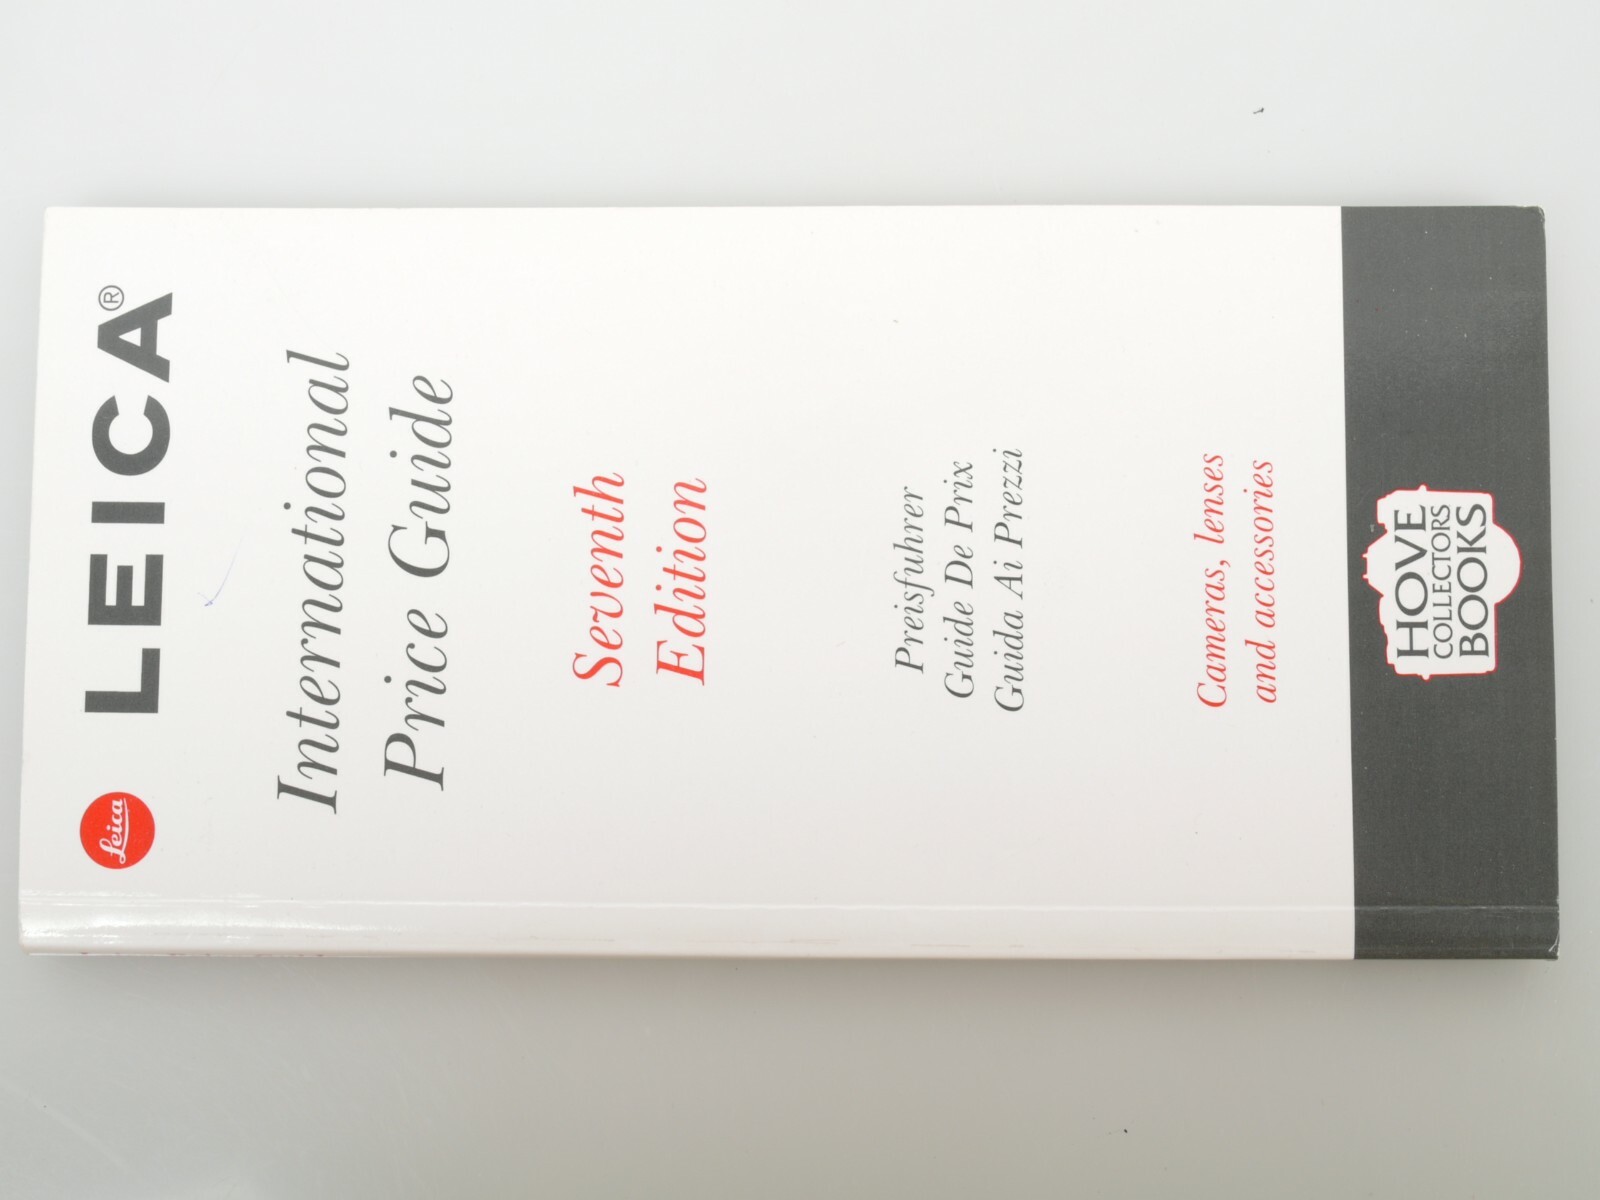 Leica
LEICA®
International
Price Guide
Seventh
Edition
Preisfuhrer
Guide De Prix
Guida Ai Prezzi
Cameras, lenses
and accessories
HOVE
COLLECTORS
BOOKS